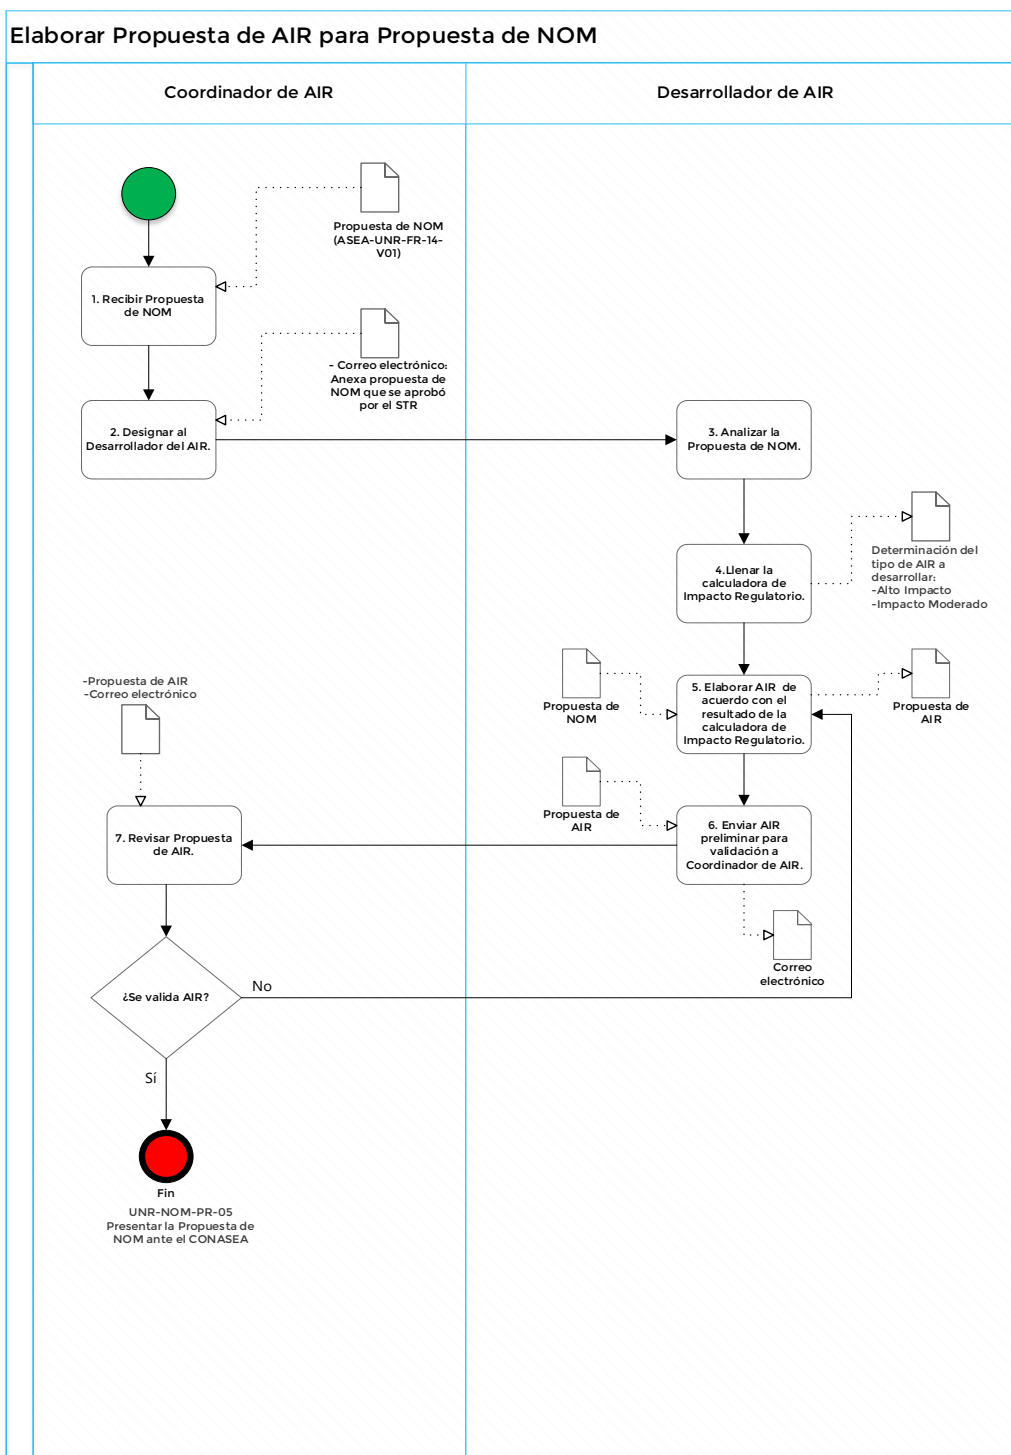 Elaborar Propuesta de AIR para Propuesta de NOM
Coordinador de AIR
Desarrollador de AIR
Propuesta de NOM
(ASEA-UNR-FR-14-
V01)
1. Recibir Propuesta
de NOM
- Correo electrónico:
Anexa propuesta de
NOM que se aprobó
por el STR
2. Designar al
Desarrollador del AIR.
3. Analizar la
Propuesta de NOM.
4.Llenar la
calculadora de
Impacto Regulatorio.
Determinación del
tipo de AIR a
desarrollar:
-Alto Impacto
-Impacto Moderado
Propuesta de
NOM
5. Elaborar AIR de
acuerdo con el
resultado de la
calculadora de
Impacto Regulatorio.
Propuesta de
AIR
Propuesta de
AIR
6. Enviar AIR
preliminar para
validación a
Coordinador de AIR.
Correo
electrónico
-Propuesta de AIR
-Correo electrónico
7. Revisar Propuesta
de AIR.
¿Se valida AIR?
No
Sí
Fin
UNR-NOM-PR-05
Presentar la Propuesta de
NOM ante el CONASEA